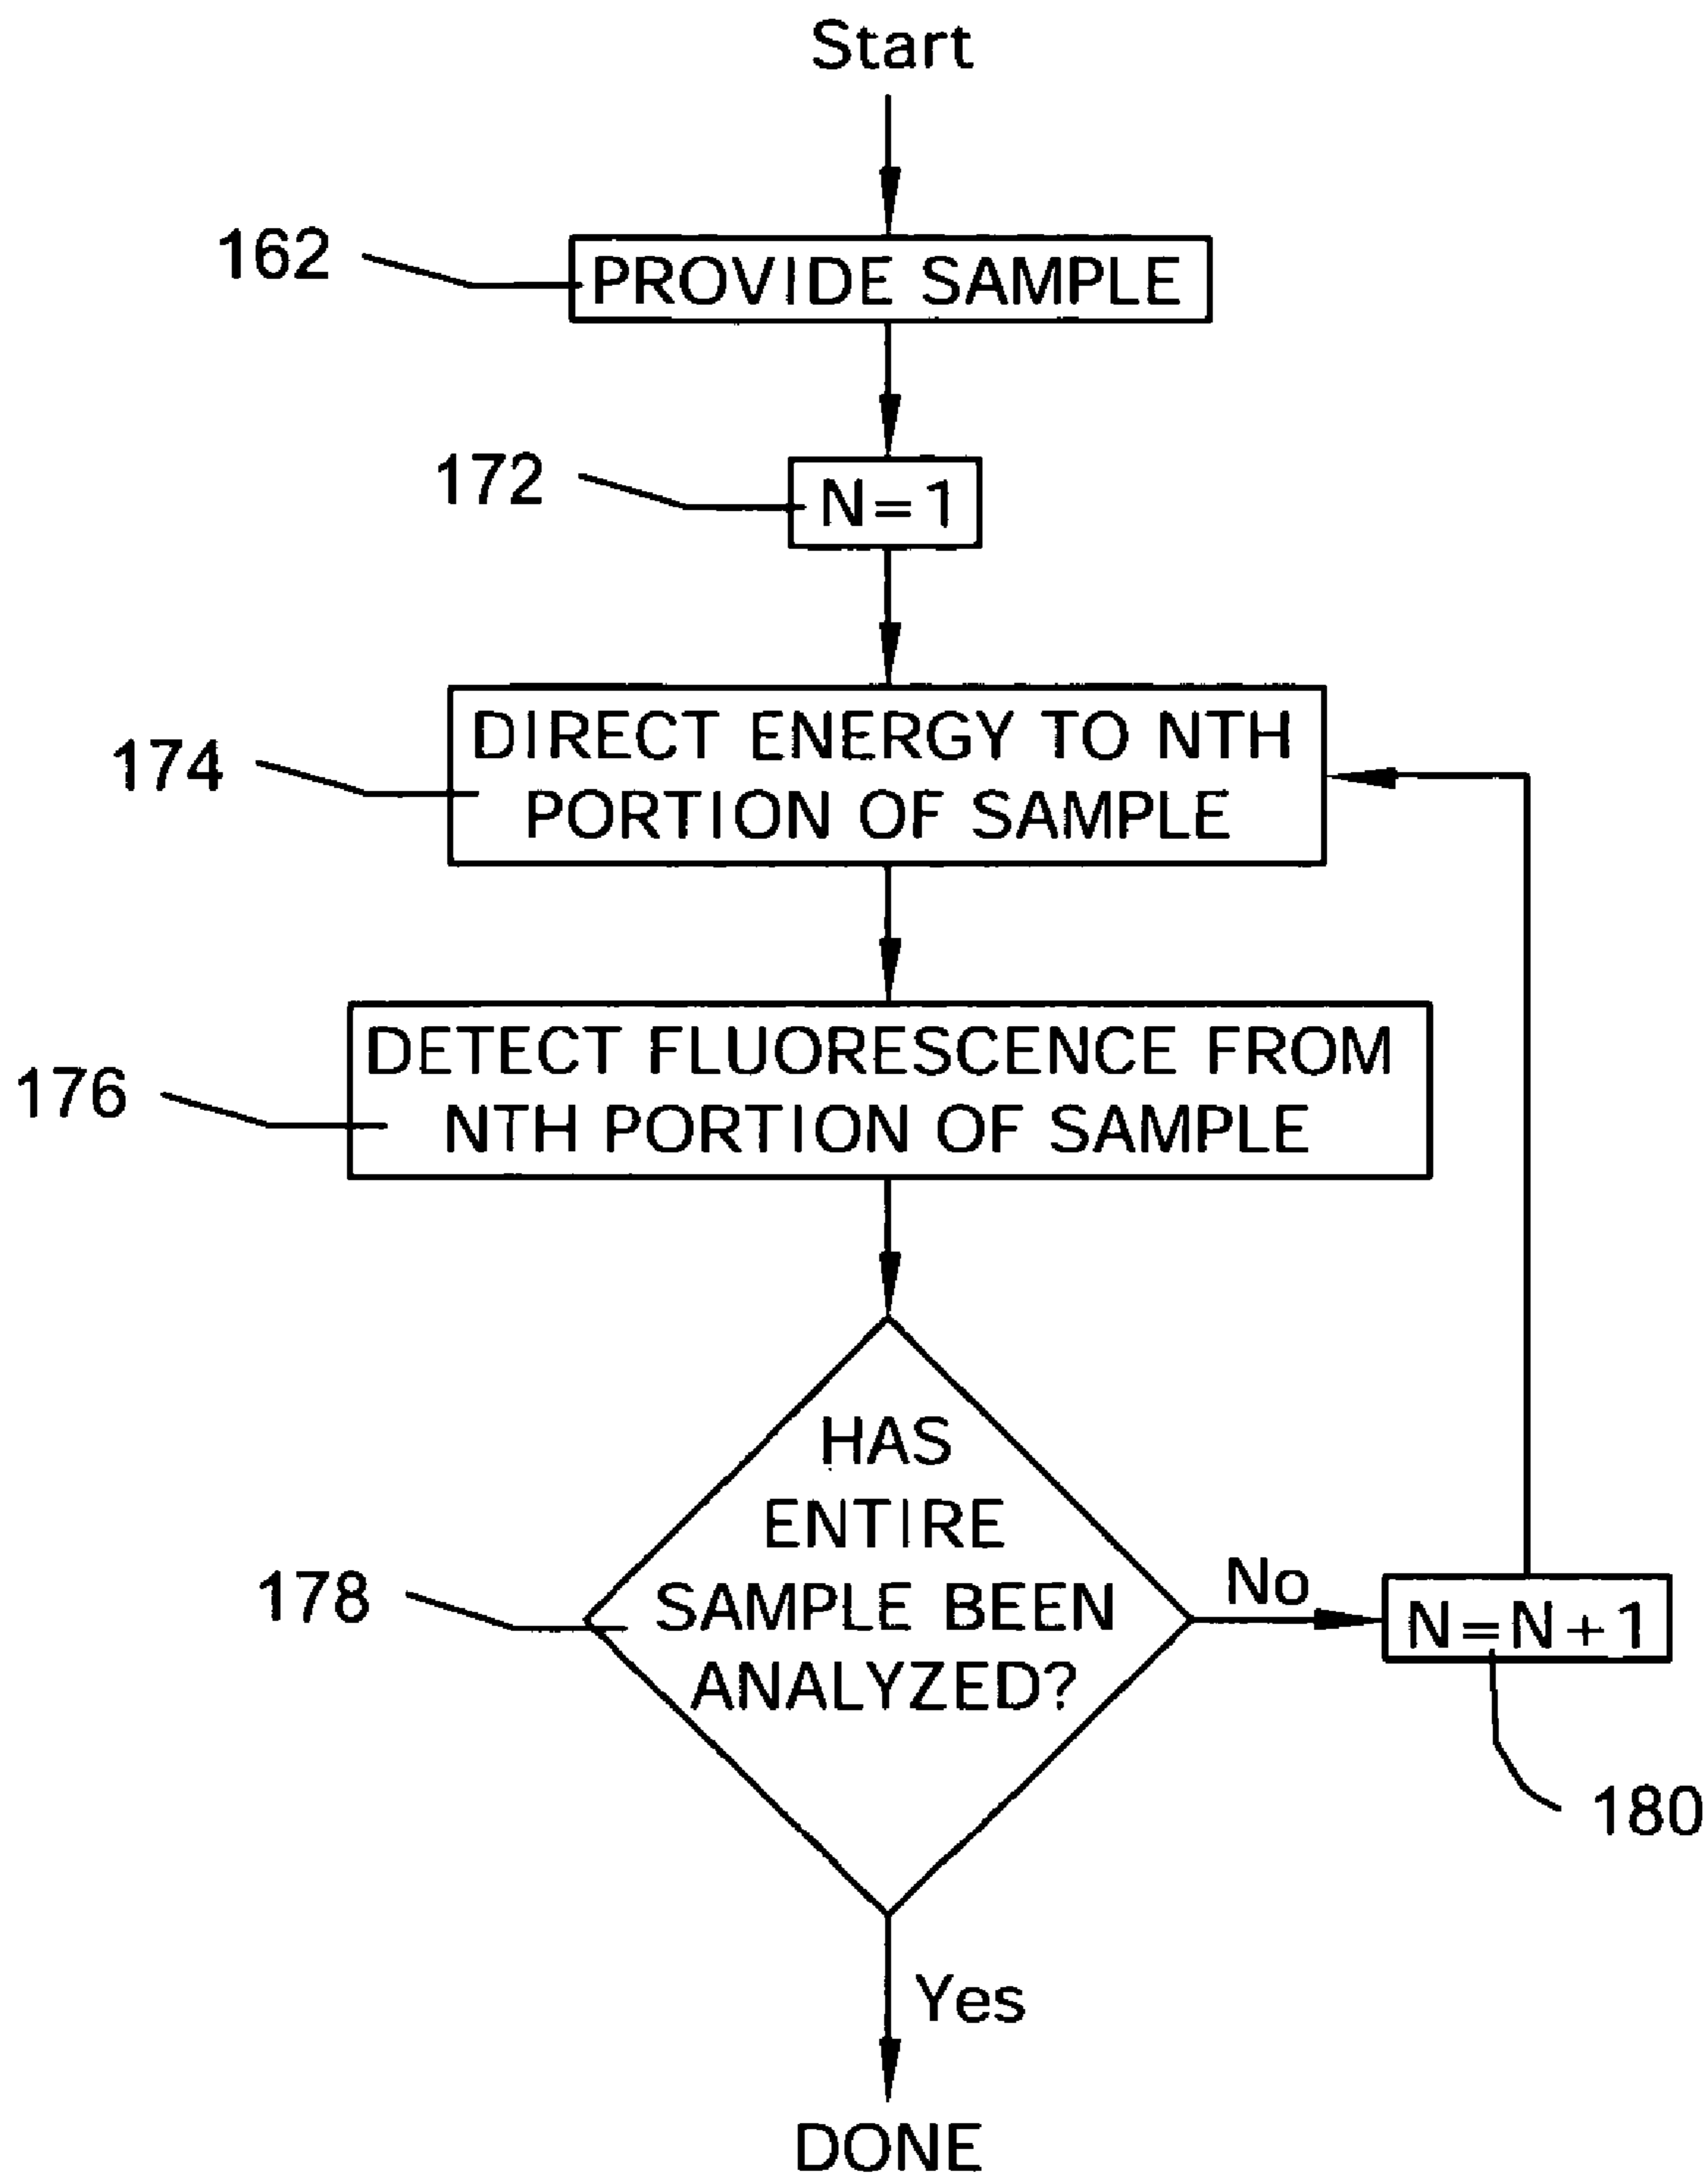 Start
162
PROVIDE SAMPLE
172
N=1
174
DIRECT ENERGY TO NTH
PORTION OF SAMPLE
176
DETECT FLUORESCENCE FROM
NTH PORTION OF SAMPLE
178
HAS
ENTIRE
SAMPLE BEEN
ANALYZED?
No
N=N+1
180
Yes
DONE